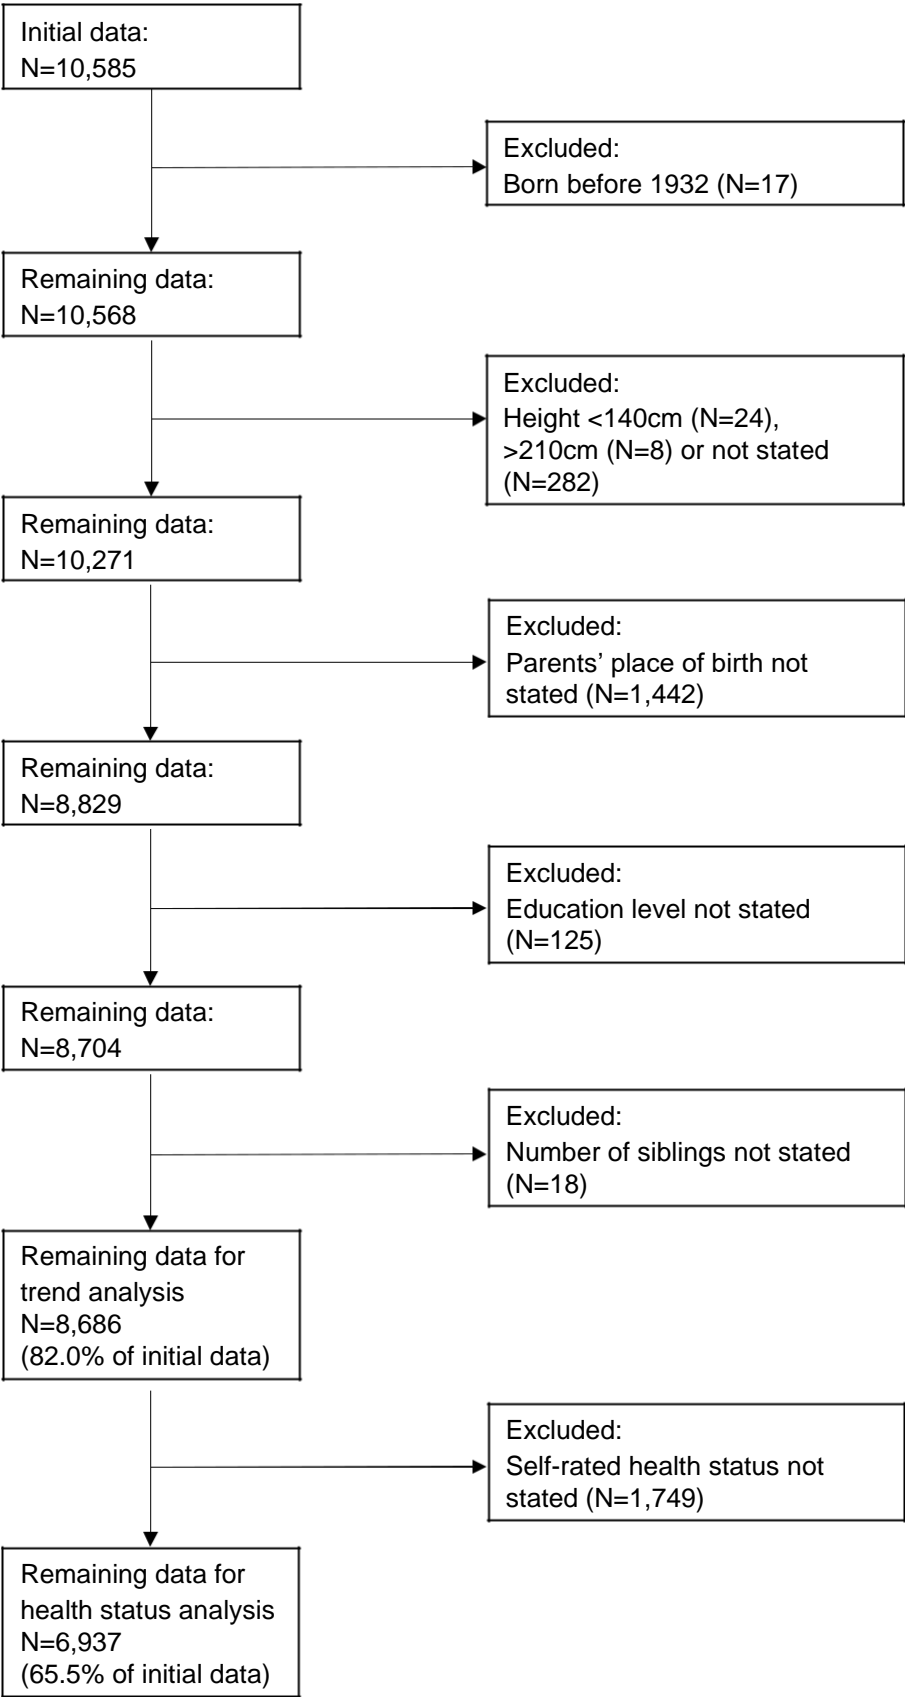 Initial data:
N=10,585
Excluded:
Born before 1932 (N=17)
Remaining data:
N=10,568
Excluded:
Height <140cm (N=24),
>210cm (N=8) or not stated
(N=282)
Remaining data:
N=10,271
Excluded:
Parents’ place of birth not
stated (N=1,442)
Remaining data:
N=8,829
Excluded:
Education level not stated
(N=125)
Remaining data:
N=8,704
Excluded:
Number of siblings not stated
(N=18)
Remaining data for
trend analysis
N=8,686
(82.0% of initial data)
Excluded:
Self-rated health status not
stated (N=1,749)
Remaining data for
health status analysis
N=6,937
(65.5% of initial data)